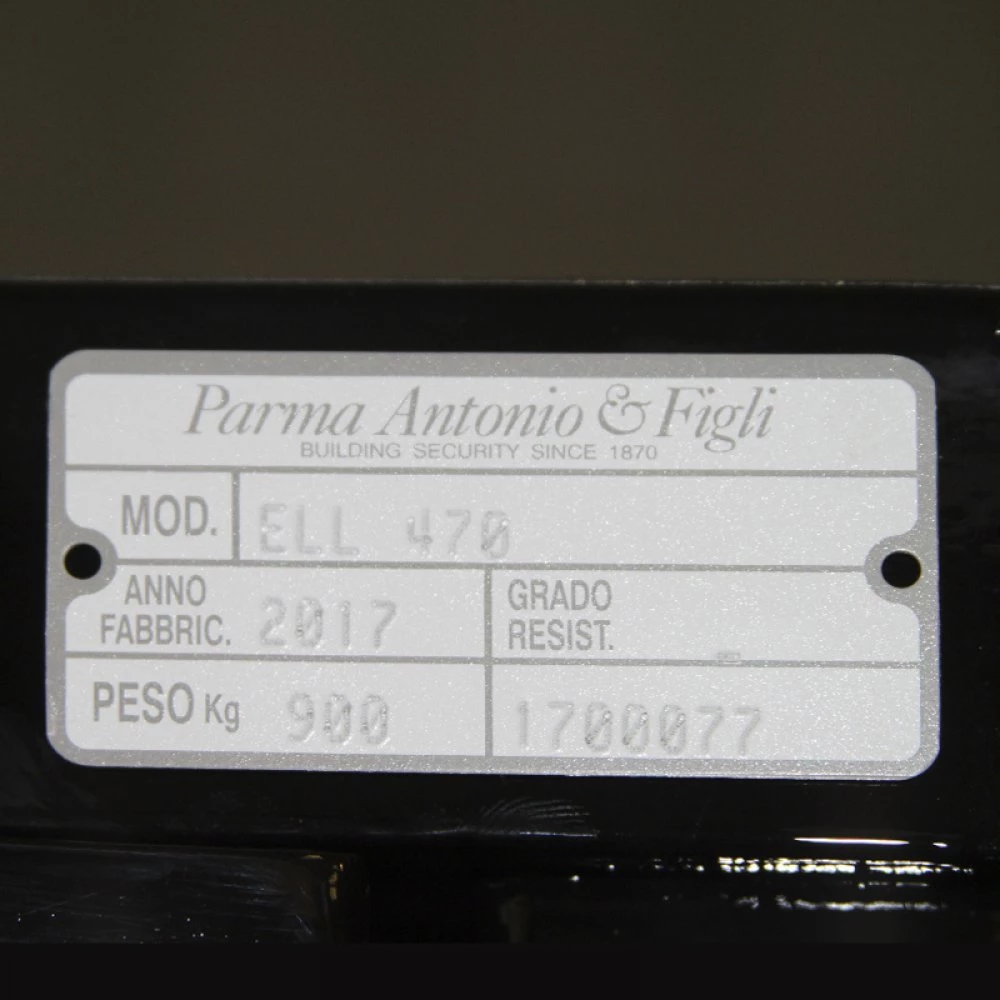 Parma Antonio & Figli
BUILDING SECURITY SINCE 1870
MOD. ELL 470
ANNO FABBRIC. 2017
GRADO RESIST.
PESO Kg 900
1700077